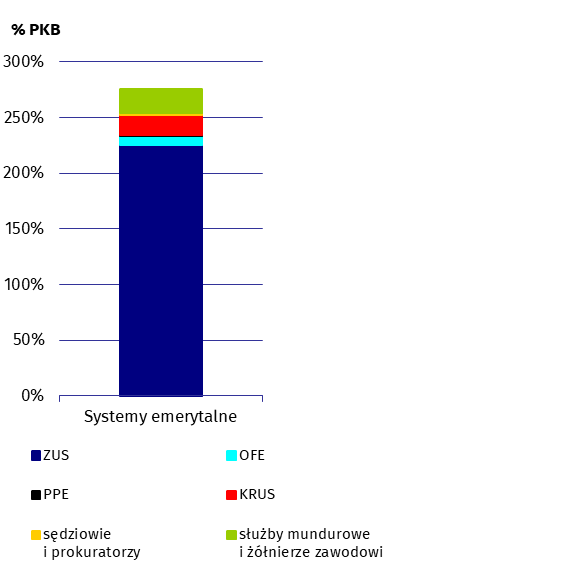 % PKB
300%
250%
200%
150%
100%
50%
0%
Systemy emerytalne
ZUS
OFE
PPE
KRUS
sędziowie
i prokuratorzy
służby mundurowe
i żółnierze zawodowi